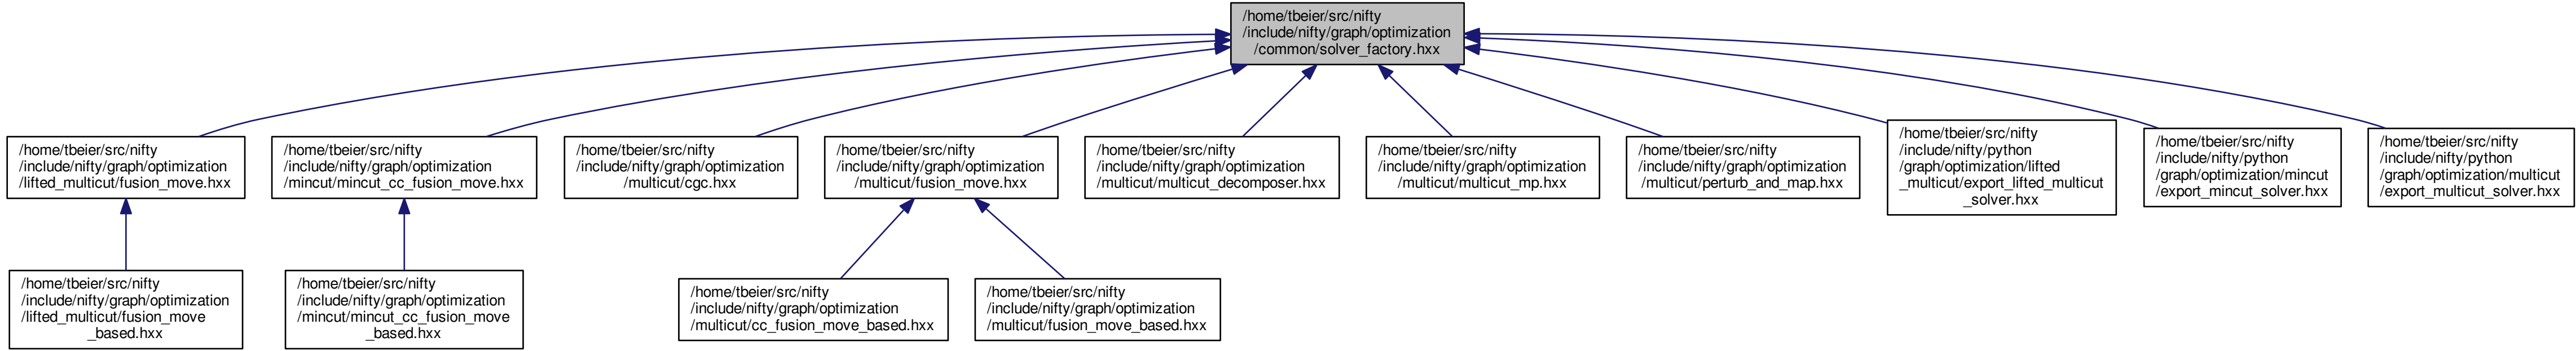 /home/tbeier/src/nifty
/include/nifty/graph/optimization
/common/solver_factory.hxx
/home/tbeier/src/nifty
/include/nifty/graph/optimization
/lifted_multicut/fusion_move.hxx
/home/tbeier/src/nifty
/include/nifty/graph/optimization
/mincut/mincut_cc_fusion_move.hxx
/home/tbeier/src/nifty
/include/nifty/graph/optimization
/multicut/cgc.hxx
/home/tbeier/src/nifty
/include/nifty/graph/optimization
/multicut/fusion_move.hxx
/home/tbeier/src/nifty
/include/nifty/graph/optimization
/multicut/multicut_decomposer.hxx
/home/tbeier/src/nifty
/include/nifty/graph/optimization
/multicut/multicut_mp.hxx
/home/tbeier/src/nifty
/include/nifty/graph/optimization
/multicut/perturb_and_map.hxx
/home/tbeier/src/nifty
/include/nifty/python
/graph/optimization/lifted
_multicut/export_lifted_multicut
_solver.hxx
/home/tbeier/src/nifty
/include/nifty/python
/graph/optimization/mincut
/export_mincut_solver.hxx
/home/tbeier/src/nifty
/include/nifty/python
/graph/optimization/multicut
/export_multicut_solver.hxx
/home/tbeier/src/nifty
/include/nifty/graph/optimization
/lifted_multicut/fusion_move
_based.hxx
/home/tbeier/src/nifty
/include/nifty/graph/optimization
/mincut/mincut_cc_fusion_move
_based.hxx
/home/tbeier/src/nifty
/include/nifty/graph/optimization
/multicut/cc_fusion_move_based.hxx
/home/tbeier/src/nifty
/include/nifty/graph/optimization
/multicut/fusion_move_based.hxx